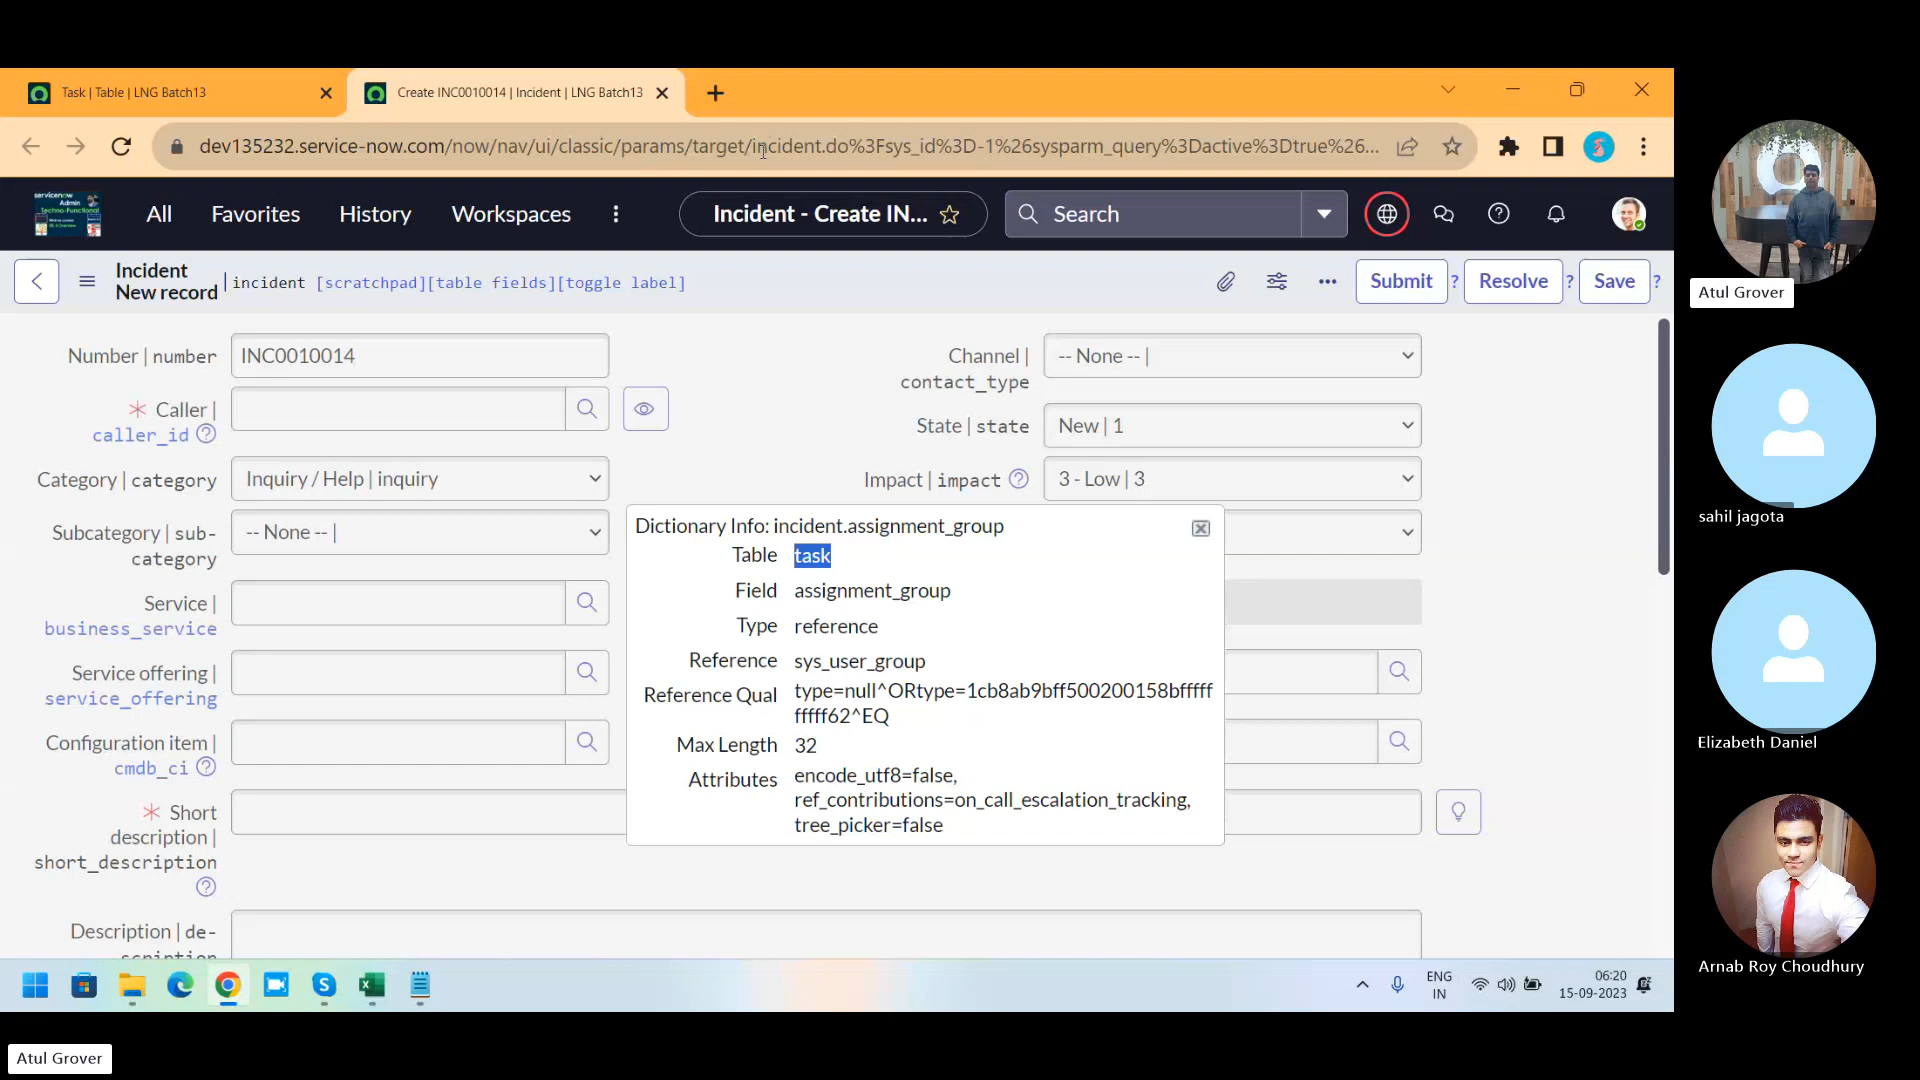 Task | Table | LNG Batch13
Create INC0010014 | Incident | LNG Batch13
dev135232.service-now.com/now/nav/ui/classic/params/target/incident.do%3Fsys_id%3D-1%26sysparm_query%3Dactive%3Dtrue%26...
servicenow
Admin
Techno-Functional
All
Favorites
History
Workspaces
Incident - Create IN...
Search
Incident
New record
incident [scratchpad][table fields][toggle label]
Submit ?
Resolve ?
Save ?
Number | number
INC0010014
Channel |
contact_type
-- None -- |
Caller |
caller_id
State | state
New | 1
Category | category
Inquiry / Help | inquiry
Impact | impact
3 - Low | 3
Subcategory | sub-
category
-- None -- |
Dictionary Info: incident.assignment_group
Table task
Field assignment_group
Type reference
Reference sys_user_group
Reference Qual type=null^ORtype=1cb8ab9bff500200158bfffff
fffff62^EQ
Max Length 32
Attributes encode_utf8=false,
ref_contributions=on_call_escalation_tracking,
tree_picker=false
Service |
business_service
Service offering |
service_offering
Configuration item |
cmdb_ci
Short
description |
short_description
Description | de-
scription
ENG
IN
06:20
15-09-2023
Atul Grover
sahil jagota
Elizabeth Daniel
Arnab Roy Choudhury
Atul Grover